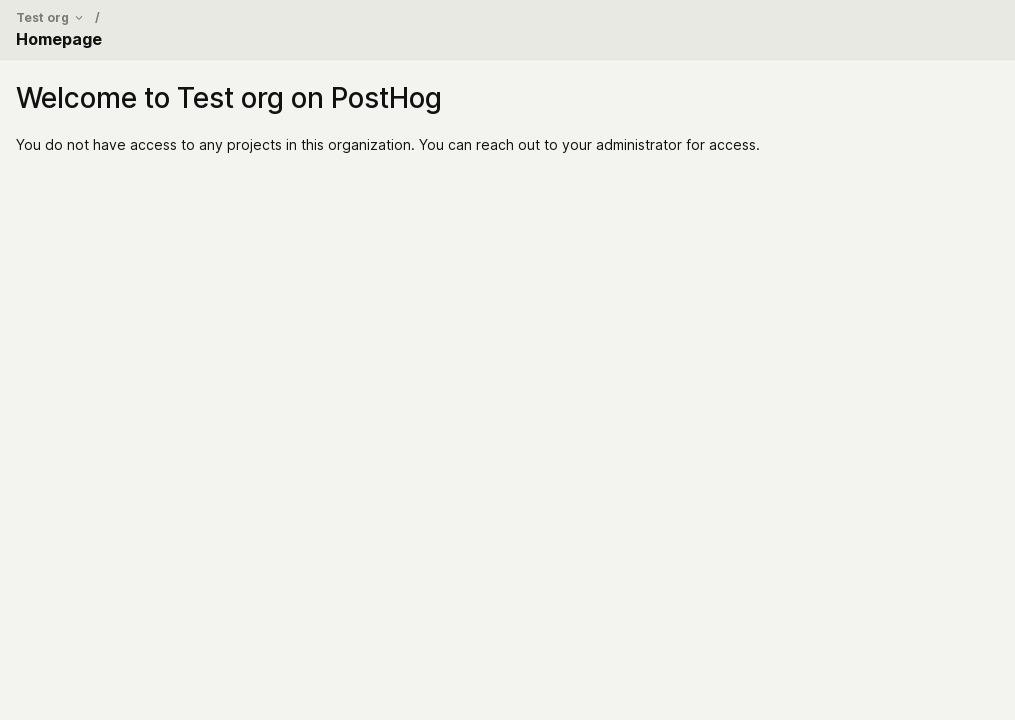 Test org /
Homepage
Welcome to Test org on PostHog
You do not have access to any projects in this organization. You can reach out to your administrator for access.